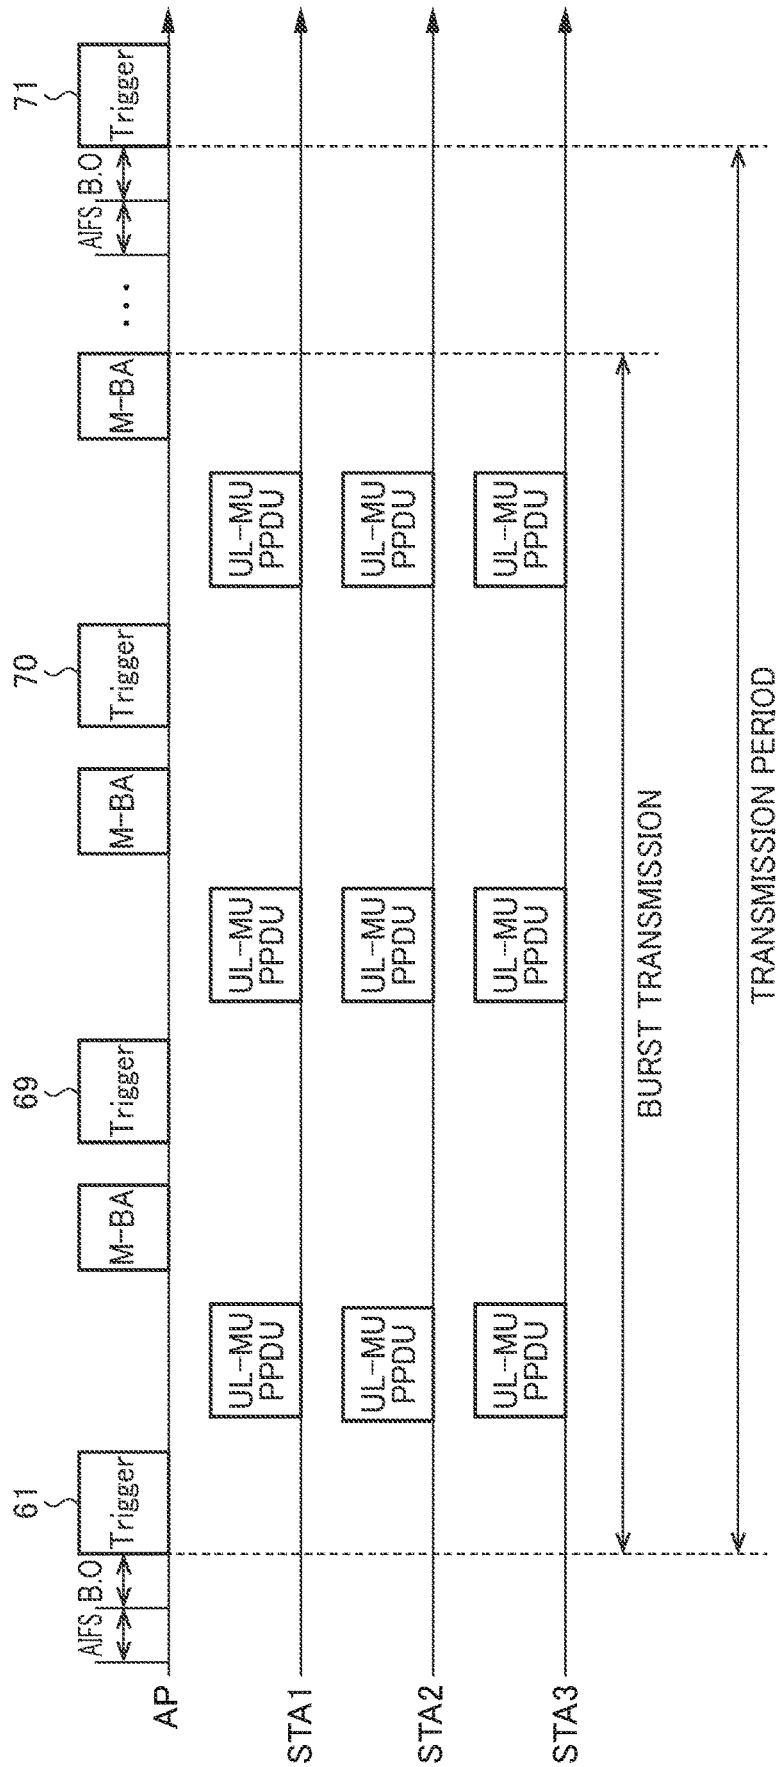 61
69
70
71
AIFS
B.O
Trigger
M-BA
Trigger
M-BA
Trigger
M-BA
...
AIFS
B.O
Trigger
AP
UL-MU
PPDU
UL-MU
PPDU
UL-MU
PPDU
STA1
UL-MU
PPDU
UL-MU
PPDU
UL-MU
PPDU
STA2
UL-MU
PPDU
UL-MU
PPDU
UL-MU
PPDU
STA3
BURST TRANSMISSION
TRANSMISSION PERIOD